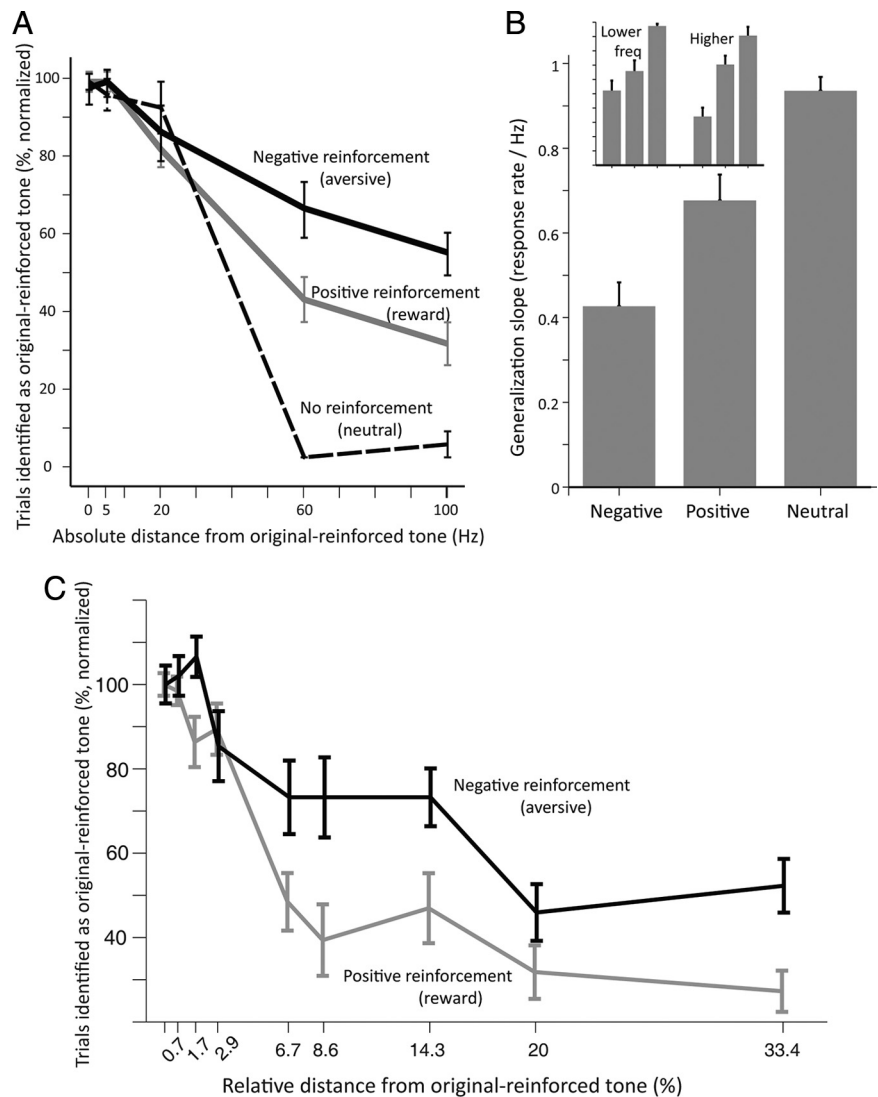 A
Trials identified as original-reinforced tone (%, normalized)
100
80
60
40
20
0
Negative reinforcement
(aversive)
Positive reinforcement
(reward)
No reinforcement
(neutral)
0 5 20 60 100
Absolute distance from original-reinforced tone (Hz)
B
Generalization slope (response rate / Hz)
1
0.8
0.6
0.4
0.2
0
Lower
freq
Higher
Negative Positive Neutral
C
Trials identified as original-reinforced tone (%, normalized)
100
80
60
40
Negative reinforcement
(aversive)
Positive reinforcement
(reward)
0.7 1.7 2.9 6.7 8.6 14.3 20 33.4
Relative distance from original-reinforced tone (%)